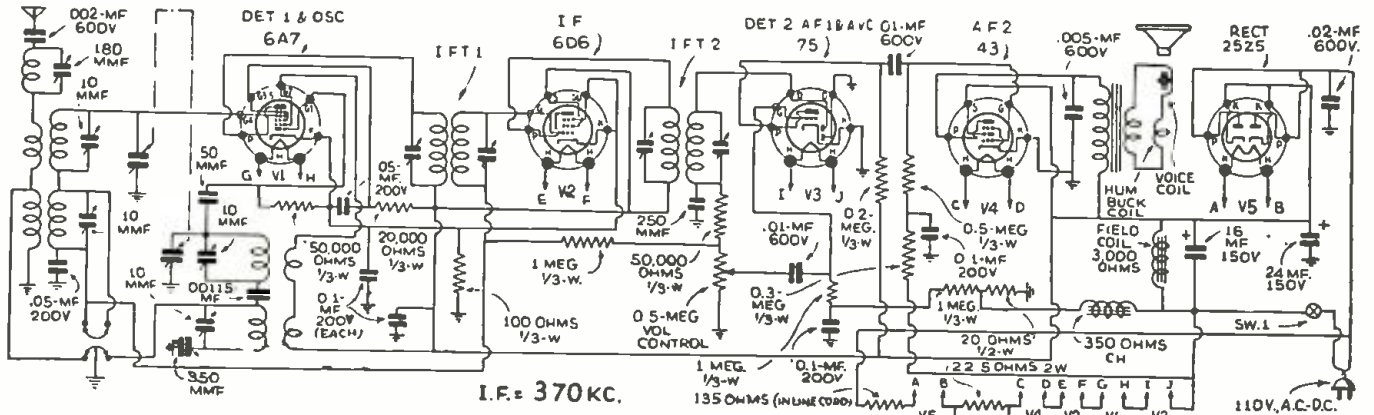 .002-MF
600V
180
MMF
10
MMF
DET 1 & OSC
6A7
I F T 1
I F
6D6
I F T 2
DET 2 A F 1 & A V C
75
.01-MF
600V
A F 2
43
.005-MF
600V
RECT
25Z5
.02-MF
600V.
G V1 H
E V2 F
I V3 J
C V4 D
A V5 B
HUM
BUCK
COIL
VOICE
COIL
50
MMF
10
MMF
10
MMF
10
MMF
.00115
MF
350
MMF
.05-MF
200V
.05-
MF.
200V
50,000
OHMS
1/3-W
20,000
OHMS
1/3-W
0.1-
MF
200V
(EACH)
100 OHMS
1/3-W
1 MEG
1/3-W.
250
MMF
50,000
OHMS
1/3-W
0.5-MEG
VOL
CONTROL
.01-MF
600V
0.2-
MEG.
1/3-W
0.3-
MEG
1/3-W
0.5-MEG
1/3-W
0.1-MF
200V
1 MEG.
1/3-W
0.1-MF.
200V
1 MEG.
1/3-W
20 OHMS
1/2-W
22.5 OHMS 2W
135 OHMS (IN LINE CORD)
FIELD
COIL
3,000
OHMS
16
MF
150V
24 MF.
150V
SW.1
350 OHMS
CH
I.F. = 370 KC.
A B C D E F G H I J
110V., A.C.-D.C.